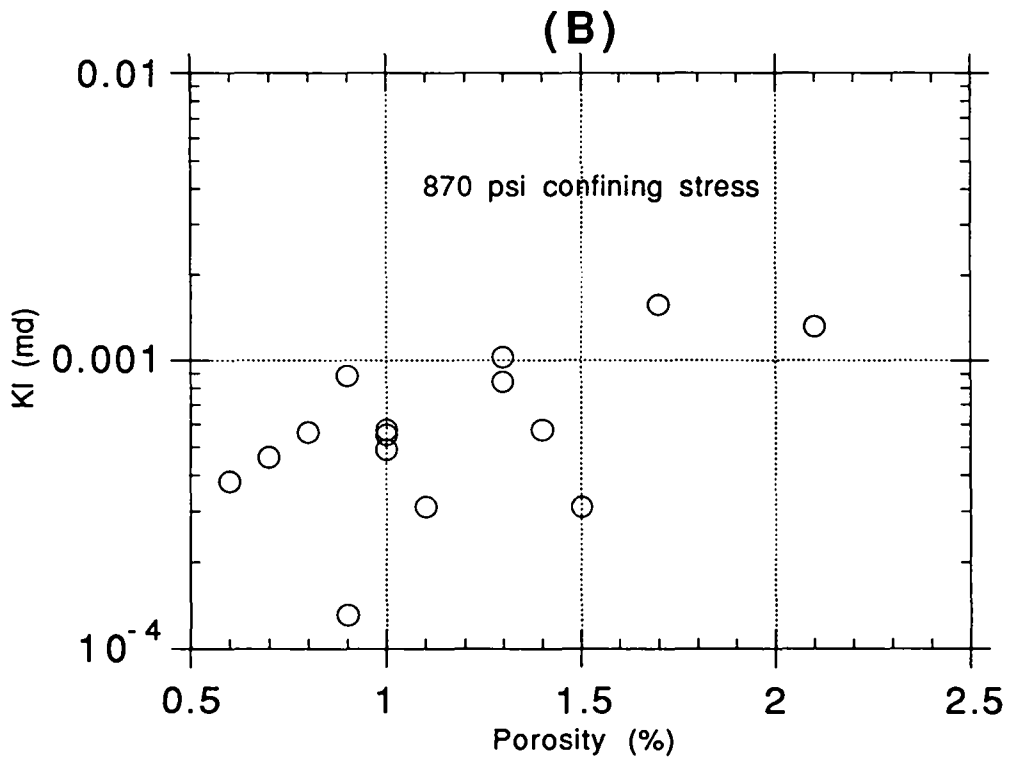 (B)
0.01
870 psi confining stress
Kl (md)
0.001
10-4
0.5 1 1.5 2 2.5
Porosity (%)